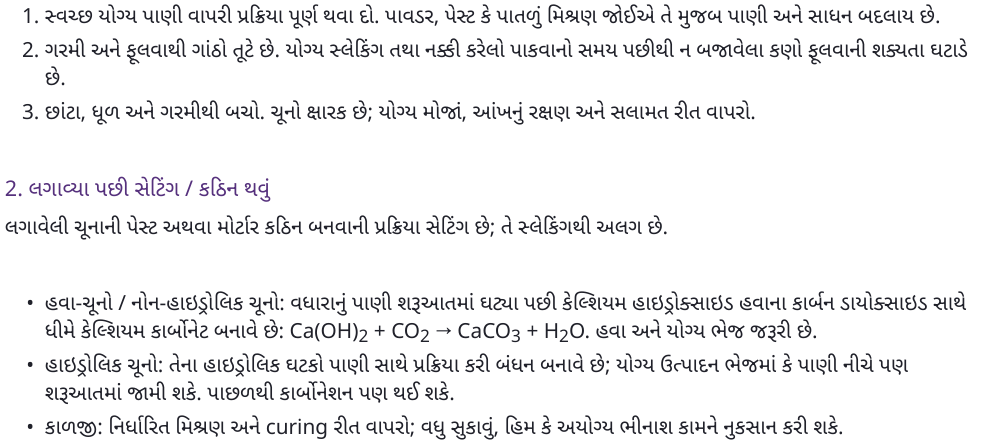 1. સ્વચ્છ યોગ્ય પાણી વાપરી પ્રક્રિયા પૂર્ણ થવા દો. પાવડર, પેસ્ટ કે પાતળું મિશ્રણ જોઈએ તે મુજબ પાણી અને સાધન બદલાય છે.
2. ગરમી અને ફૂલવાથી ગાંઠો તૂટે છે. યોગ્ય સ્લેકિંગ તથા નક્કી કરેલો પાકવાનો સમય પછીથી ન બજાવેલા કણો ફૂલવાની શક્યતા ઘટાડે
છે.
3. છાંટા, ધૂળ અને ગરમીથી બચો. ચૂનો ક્ષારક છે; યોગ્ય મોજાં, આંખનું રક્ષણ અને સલામત રીત વાપરો.
2. લગાવ્યા પછી સેટિંગ / કઠિન થવું
લગાવેલી ચૂનાની પેસ્ટ અથવા મોર્ટાર કઠિન બનવાની પ્રક્રિયા સેટિંગ છે; તે સ્લેકિંગથી અલગ છે.
• હવા-ચૂનો / નોન-હાઇડ્રોલિક ચૂનો: વધારાનું પાણી શરૂઆતમાં ઘટ્યા પછી કેલ્શિયમ હાઇડ્રોક્સાઇડ હવાના કાર્બન ડાયોક્સાઇડ સાથે
ધીમે કેલ્શિયમ કાર્બોનેટ બનાવે છે: Ca(OH)₂ + CO₂ → CaCO₃ + H₂O. હવા અને યોગ્ય ભેજ જરૂરી છે.
• હાઇડ્રોલિક ચૂનો: તેના હાઇડ્રોલિક ઘટકો પાણી સાથે પ્રક્રિયા કરી બંધન બનાવે છે; યોગ્ય ઉત્પાદન ભેજમાં કે પાણી નીચે પણ
શરૂઆતમાં જામી શકે. પાછળથી કાર્બોનેશન પણ થઈ શકે.
• કાળજી: નિર્ધારિત મિશ્રણ અને curing રીત વાપરો; વધુ સુકાવું, હિમ કે અયોગ્ય ભીનાશ કામને નુકસાન કરી શકે.